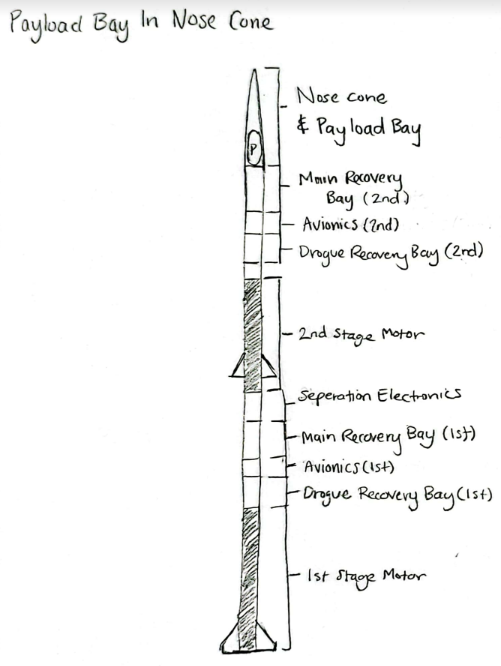 Payload Bay In Nose Cone
Nose cone
& Payload Bay
P
Main Recovery
Bay (2nd)
Avionics (2nd)
Drogue Recovery Bay (2nd)
2nd Stage Motor
Seperation Electronics
Main Recovery Bay (1st)
Avionics (1st)
Drogue Recovery Bay (1st)
1st Stage Motor